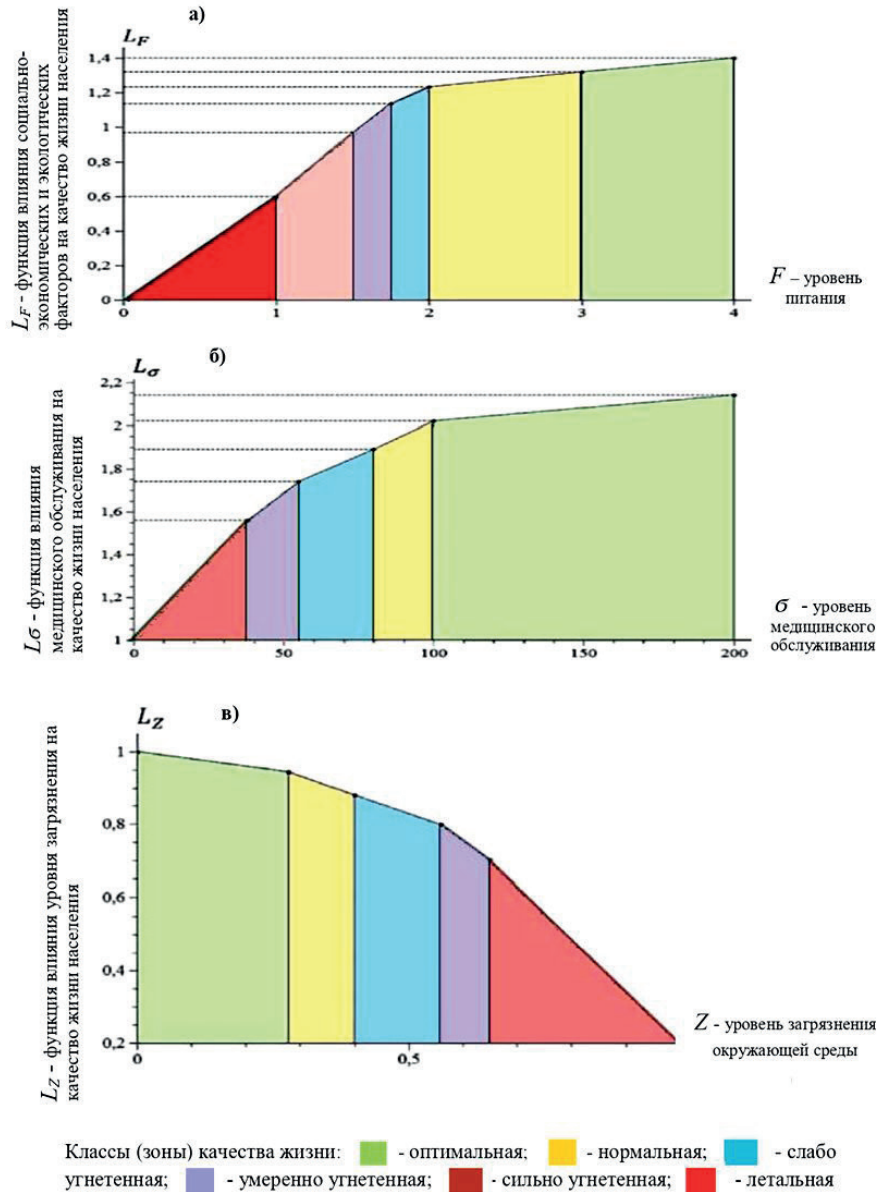 а)
L_F
1,4
1,2
1
0,8
0,6
0,4
0,2
0
0 1 2 3 4
L_F - функция влияния социально-
экономических и экологических
факторов на качество жизни населения
F – уровень
питания
б)
L_σ
2,2
2
1,8
1,6
1,4
1,2
1
0 50 100 150 200
Lσ - функция влияния
медицинского обслуживания на
качество жизни населения
σ - уровень
медицинского
обслуживания
в)
L_Z
1
0,8
0,6
0,4
0,2
0 0,5
L_Z - функция влияния уровня загрязнения на
качество жизни населения
Z - уровень загрязнения
окружающей среды
Классы (зоны) качества жизни: - оптимальная; - нормальная; - слабо
угнетенная; - умеренно угнетенная; - сильно угнетенная; - летальная